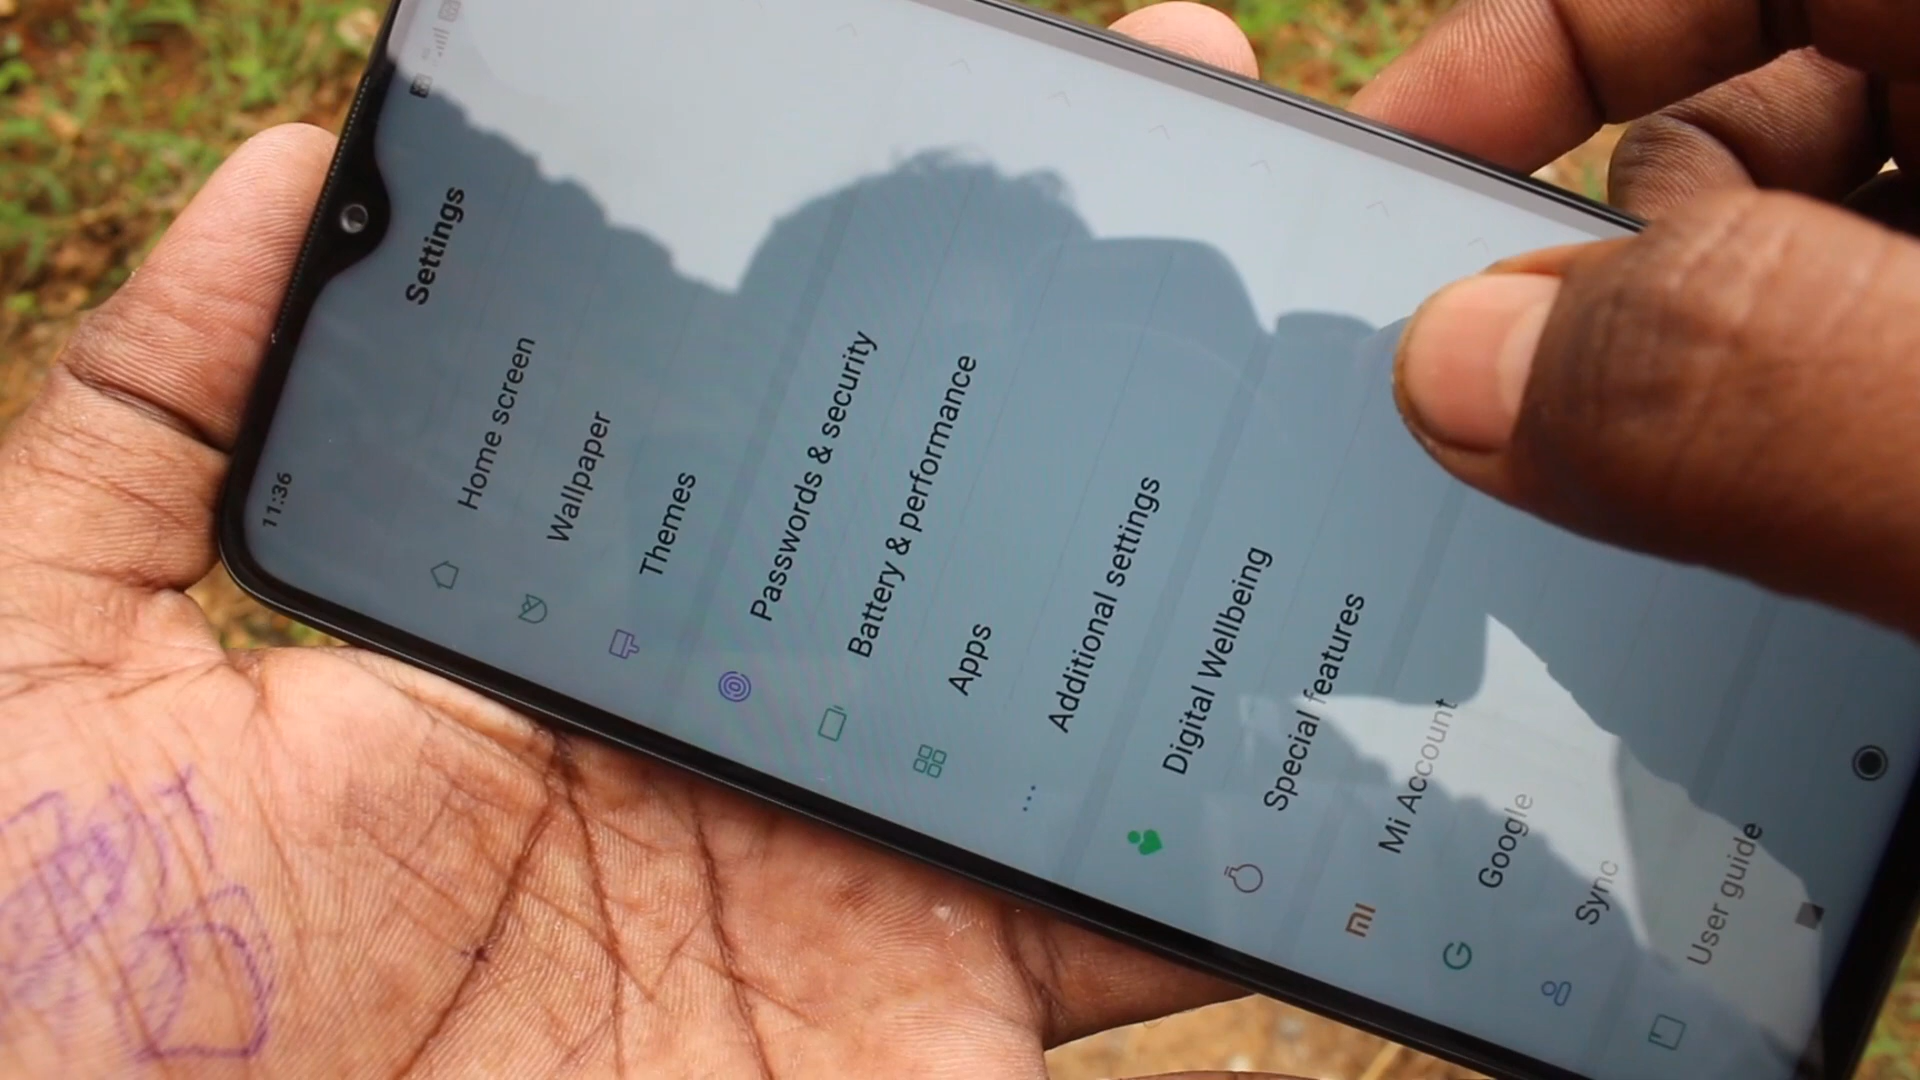 11:36
Settings
Home screen
Wallpaper
Themes
Passwords & security
Battery & performance
Apps
Additional settings
Digital Wellbeing
Special features
Mi Account
Google
Sync
User guide